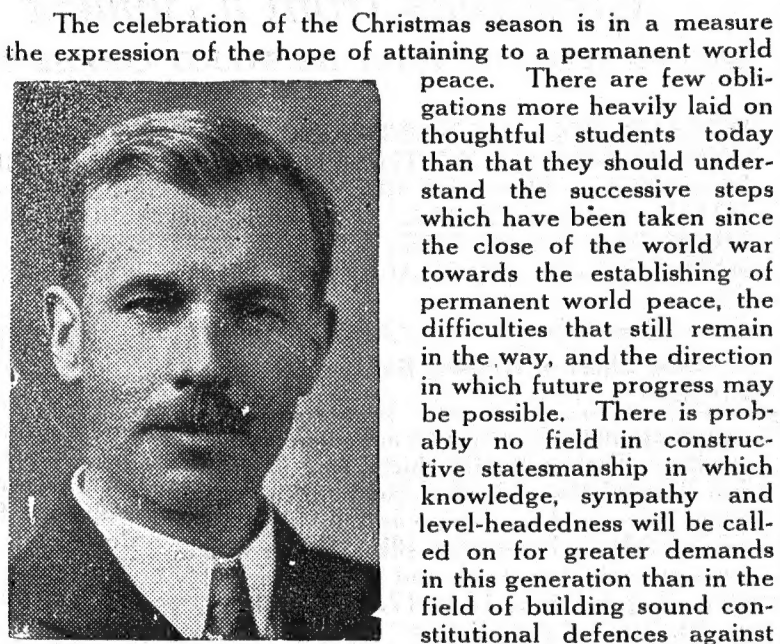 The celebration of the Christmas season is in a measure
the expression of the hope of attaining to a permanent world
peace. There are few obli-
gations more heavily laid on
thoughtful students today
than that they should under-
stand the successive steps
which have been taken since
the close of the world war
towards the establishing of
permanent world peace, the
difficulties that still remain
in the way, and the direction
in which future progress may
be possible. There is prob-
ably no field in construc-
tive statesmanship in which
knowledge, sympathy and
level-headedness will be call-
ed on for greater demands
in this generation than in the
field of building sound con-
stitutional defences against